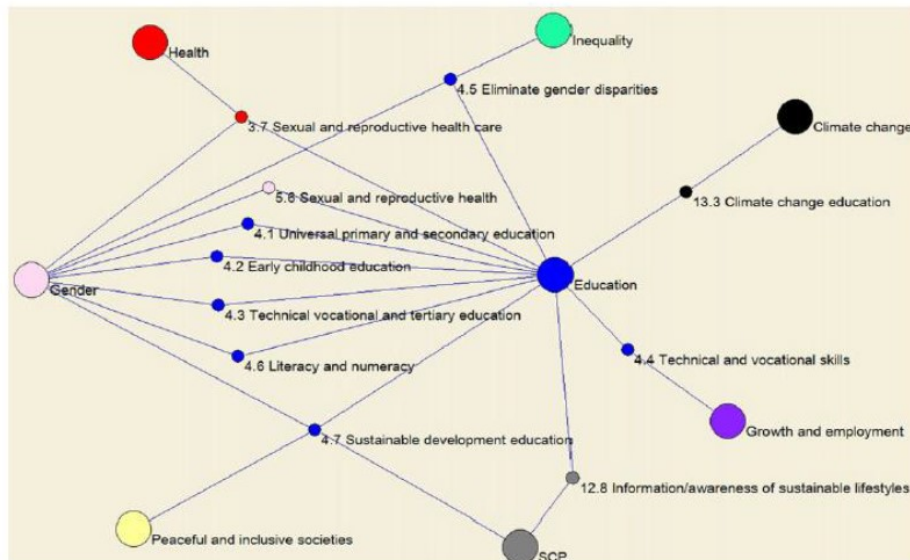 Health
Inequality
4.5 Eliminate gender disparities
3.7 Sexual and reproductive health care
Climate change
5.6 Sexual and reproductive health
13.3 Climate change education
4.1 Universal primary and secondary education
4.2 Early childhood education
Gender
Education
4.3 Technical vocational and tertiary education
4.6 Literacy and numeracy
4.4 Technical and vocational skills
Growth and employment
4.7 Sustainable development education
12.8 Information/awareness of sustainable lifestyles
Peaceful and inclusive societies
SCP